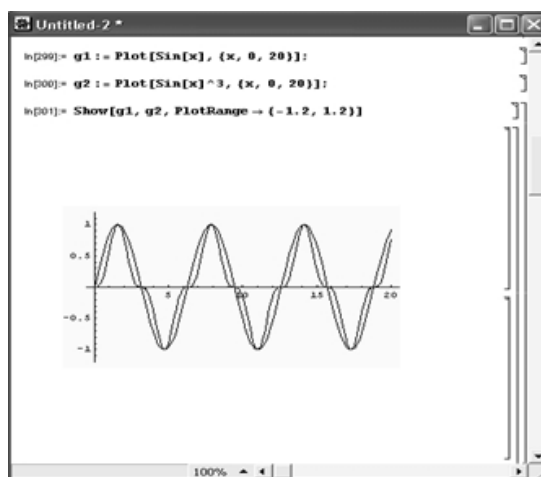 Untitled-2 *
In[299]:= g1 := Plot[Sin[x], {x, 0, 20}];
In[300]:= g2 := Plot[Sin[x]^3, {x, 0, 20}];
In[301]:= Show[g1, g2, PlotRange → {-1.2, 1.2}]
1
0.5
5 10 15 20
-0.5
-1
100%